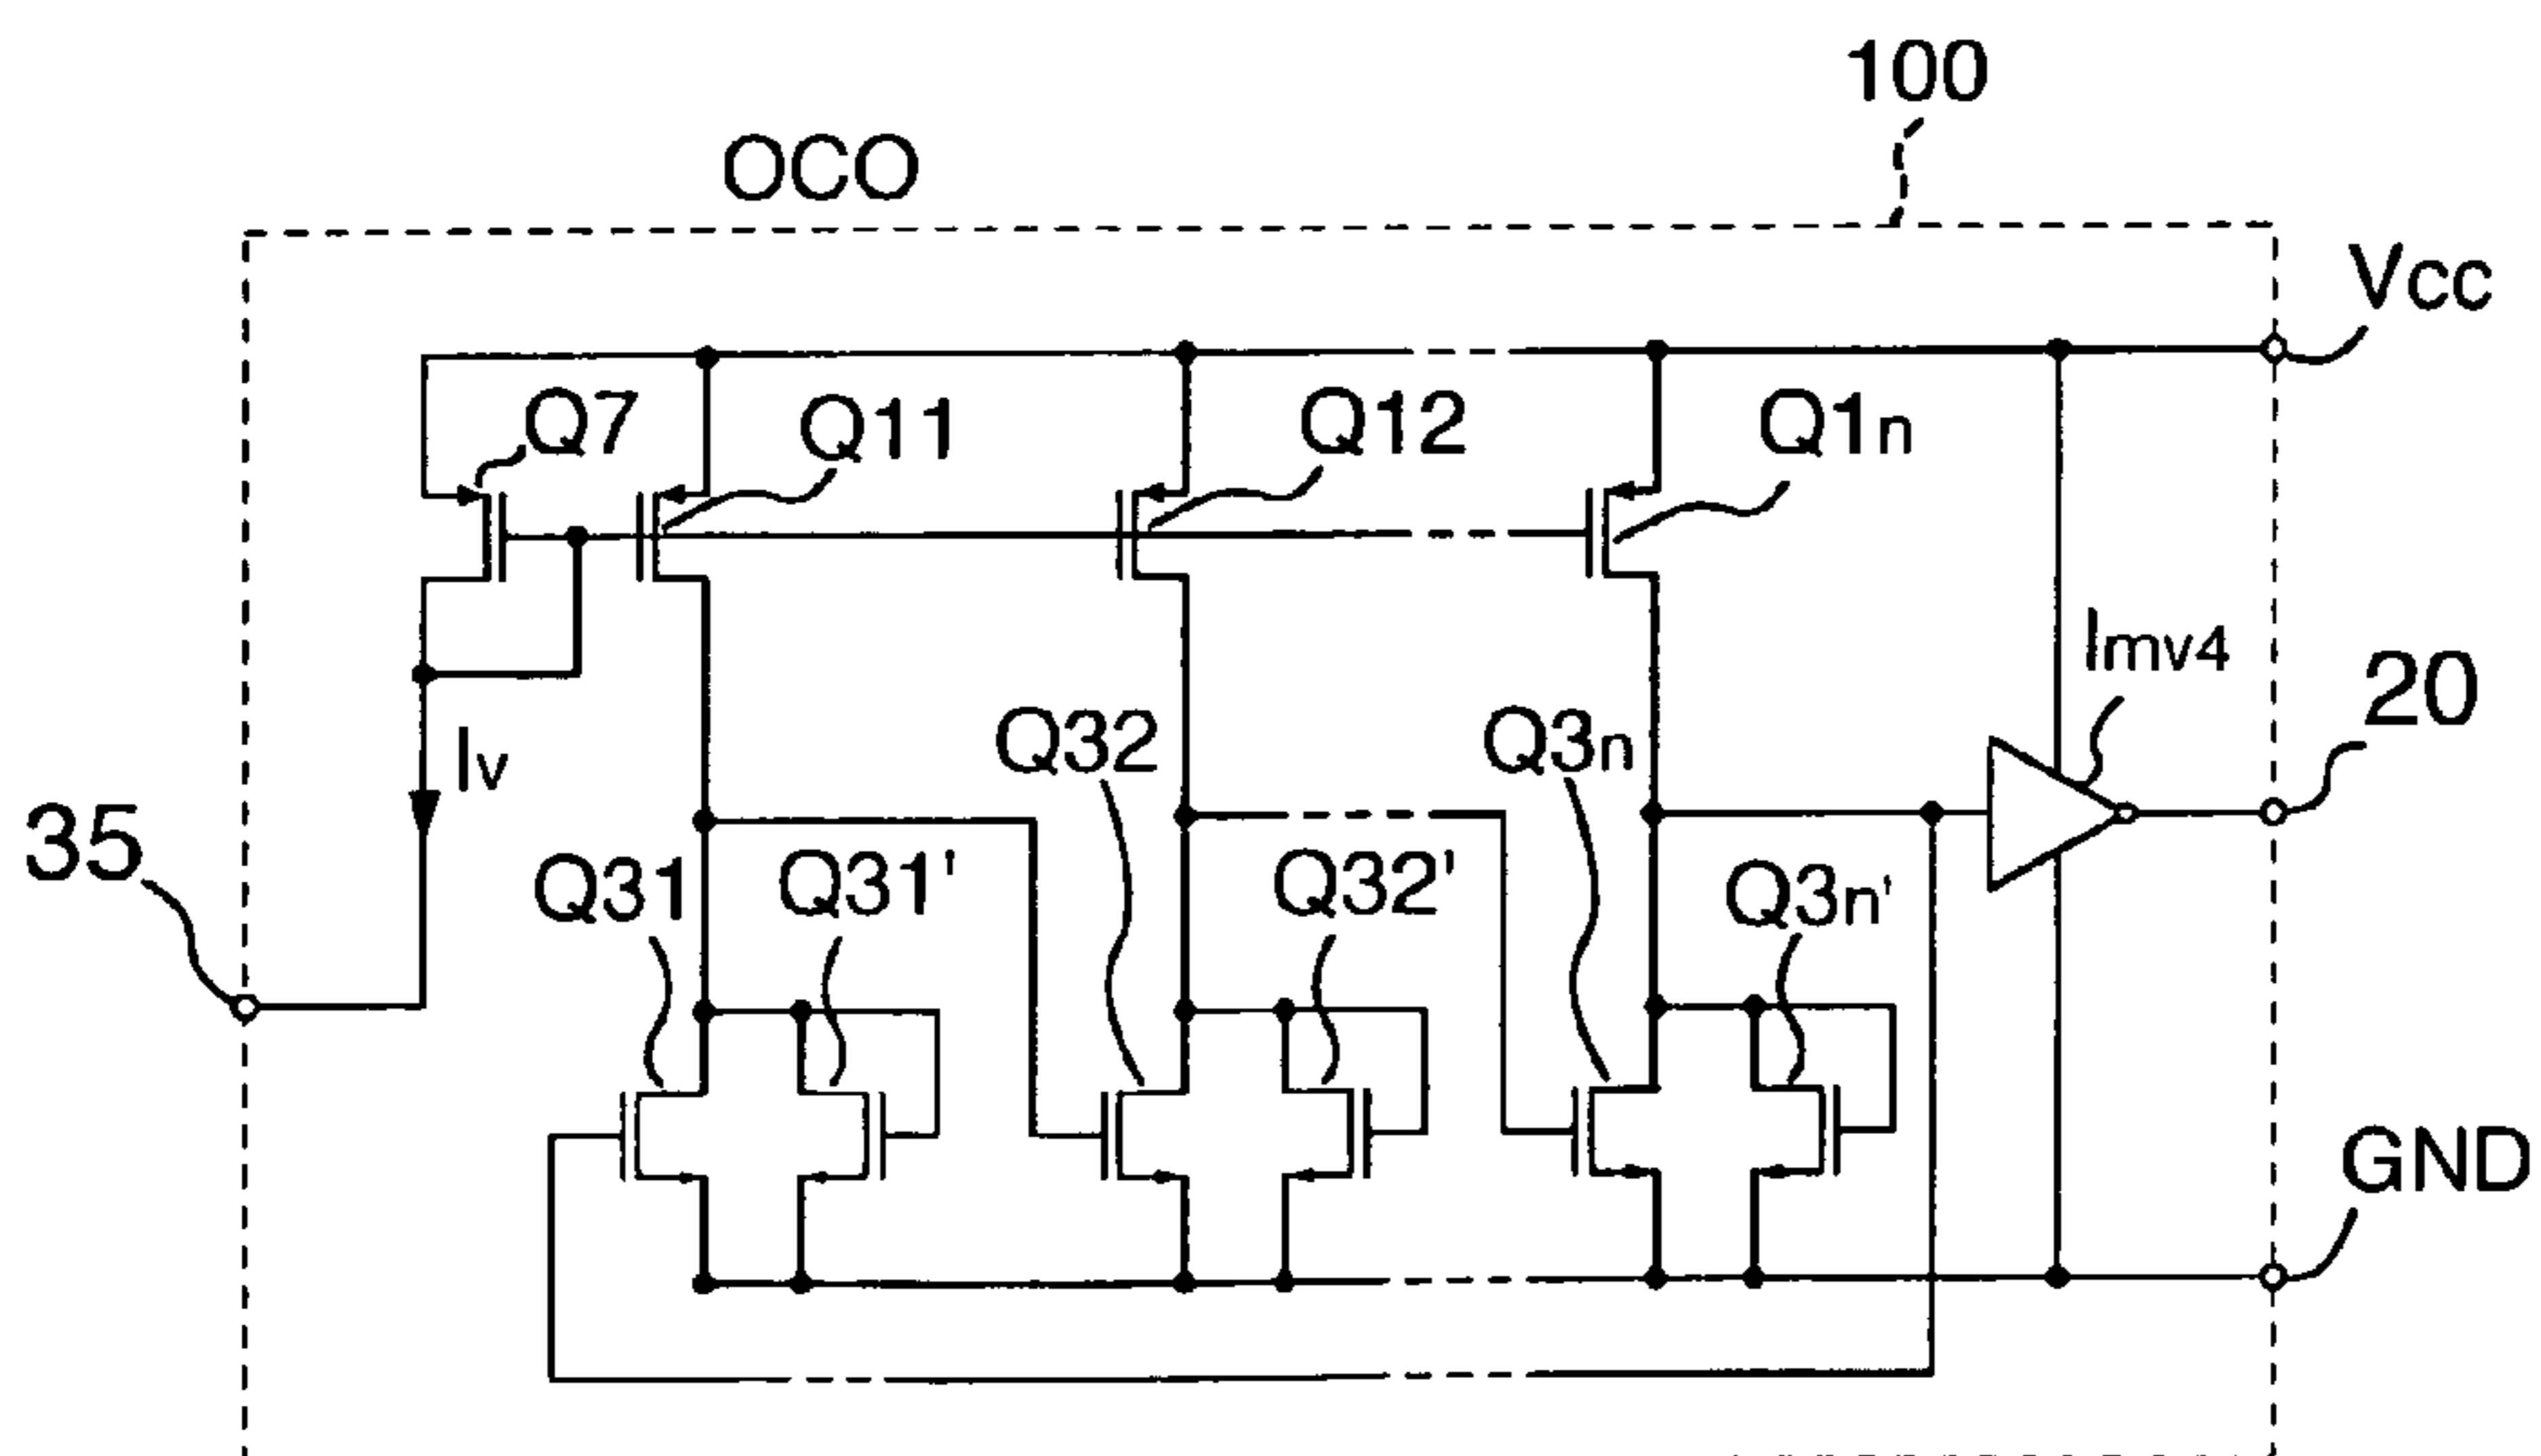 100
OCO
Vcc
Q7
Q11
Q12
Q1n
Imv4
20
Iv
Q32
Q3n
35
Q31
Q31'
Q32'
Q3n'
GND